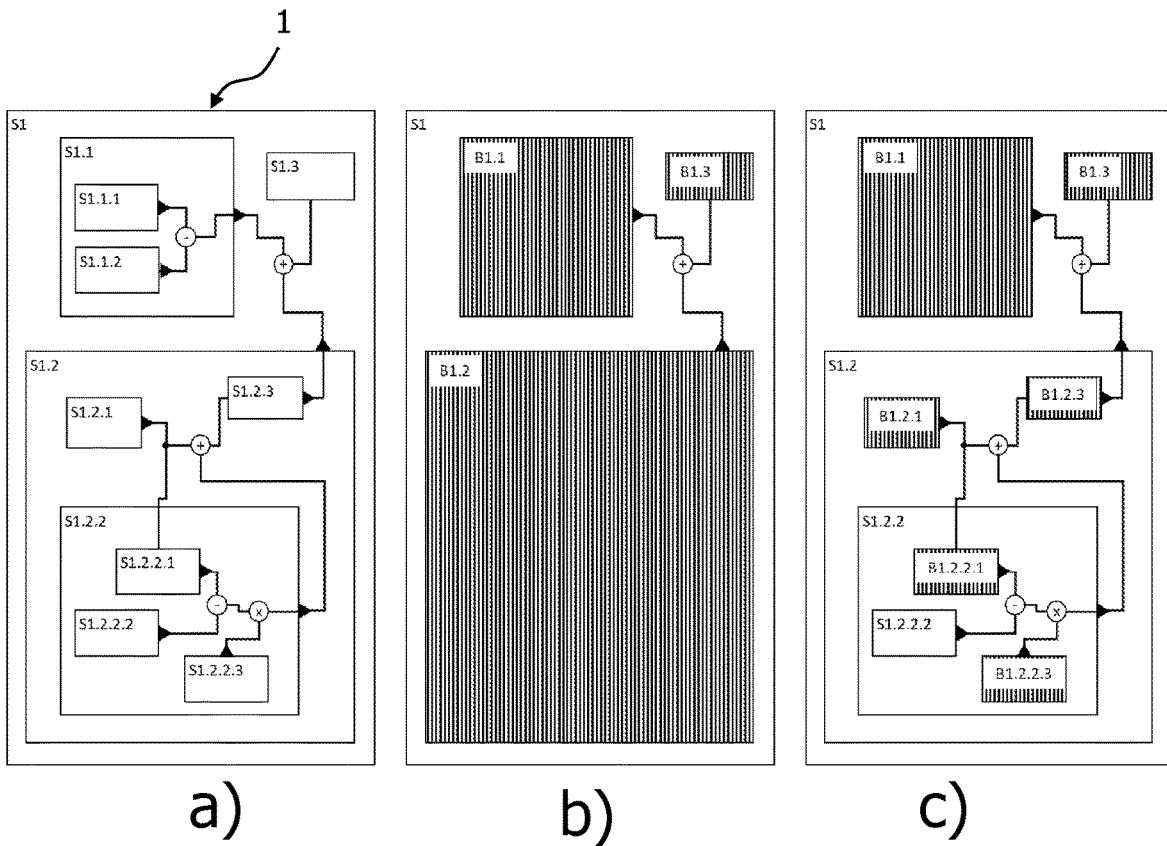 1
S1
S1.1
S1.1.1
S1.1.2
-
S1.3
+
S1.2
S1.2.1
S1.2.3
+
S1.2.2
S1.2.2.1
S1.2.2.2
-
x
S1.2.2.3
a)
S1
B1.1
B1.3
+
B1.2
b)
S1
B1.1
B1.3
+
S1.2
B1.2.1
B1.2.3
+
S1.2.2
B1.2.2.1
S1.2.2.2
-
x
B1.2.2.3
c)